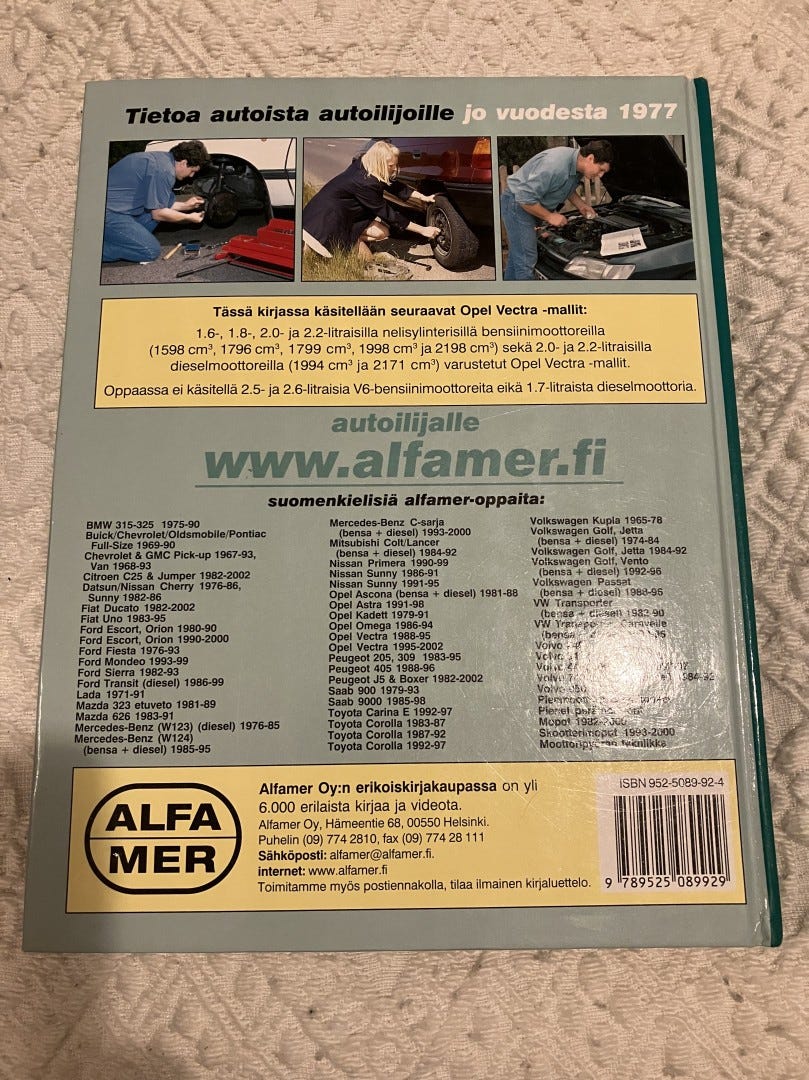 Tietoa autoista autoilijoille jo vuodesta 1977
Tässä kirjassa käsitellään seuraavat Opel Vectra -mallit:
1.6-, 1.8-, 2.0- ja 2.2-litraisilla nelisylinterisillä bensiinimoottoreilla
(1598 cm³, 1796 cm³, 1799 cm³, 1998 cm³ ja 2198 cm³) sekä 2.0- ja 2.2-litraisilla
dieselmoottoreilla (1994 cm³ ja 2171 cm³) varustetut Opel Vectra -mallit.
Oppaassa ei käsitellä 2.5- ja 2.6-litraisia V6-bensiinimoottoreita eikä 1.7-litraista dieselmoottoria.
autoilijalle
www.alfamer.fi
suomenkielisiä alfamer-oppaita:
BMW 315-325 1975-90
Buick/Chevrolet/Oldsmobile/Pontiac
Full-Size 1969-90
Chevrolet & GMC Pick-up 1967-93,
Van 1968-93
Citroen C25 & Jumper 1982-2002
Datsun/Nissan Cherry 1976-86,
Sunny 1982-86
Fiat Ducato 1982-2002
Fiat Uno 1983-95
Ford Escort, Orion 1980-90
Ford Escort, Orion 1990-2000
Ford Fiesta 1976-93
Ford Mondeo 1993-99
Ford Sierra 1982-93
Ford Transit (diesel) 1986-99
Lada 1971-91
Mazda 323 etuveto 1981-89
Mazda 626 1983-91
Mercedes-Benz (W123) (diesel) 1976-85
Mercedes-Benz (W124)
(bensa + diesel) 1985-95
Mercedes-Benz C-sarja
(bensa + diesel) 1993-2000
Mitsubishi Colt/Lancer
(bensa + diesel) 1984-92
Nissan Primera 1990-99
Nissan Sunny 1986-91
Nissan Sunny 1991-95
Opel Ascona (bensa + diesel) 1981-88
Opel Astra 1991-98
Opel Kadett 1979-91
Opel Omega 1986-94
Opel Vectra 1988-95
Opel Vectra 1995-2002
Peugeot 205, 309 1983-95
Peugeot 405 1988-96
Peugeot J5 & Boxer 1982-2002
Saab 900 1979-93
Saab 9000 1985-98
Toyota Carina E 1992-97
Toyota Corolla 1983-87
Toyota Corolla 1987-92
Toyota Corolla 1992-97
Volkswagen Kupla 1965-78
Volkswagen Golf, Jetta
(bensa + diesel) 1974-84
Volkswagen Golf, Jetta 1984-92
Volkswagen Golf, Vento
(bensa + diesel) 1992-96
Volkswagen Passat
(bensa + diesel) 1988-95
VW Transporter
(bensa + diesel) 1982-90
VW Transporter, Caravelle
(bensa + diesel)
Volvo
Volvo
Volvo
Volvo
Volvo
Mopot 1982-2000
Skootterimopot 1993-2000
Moottoripyörän tekniikka
ALFA
MER
Alfamer Oy:n erikoiskirjakaupassa on yli
6.000 erilaista kirjaa ja videota.
Alfamer Oy, Hämeentie 68, 00550 Helsinki.
Puhelin (09) 774 2810, fax (09) 774 28 111
Sähköposti: alfamer@alfamer.fi.
internet: www.alfamer.fi
Toimitamme myös postiennakolla, tilaa ilmainen kirjaluettelo.
ISBN 952-5089-92-4
9 789525 089929